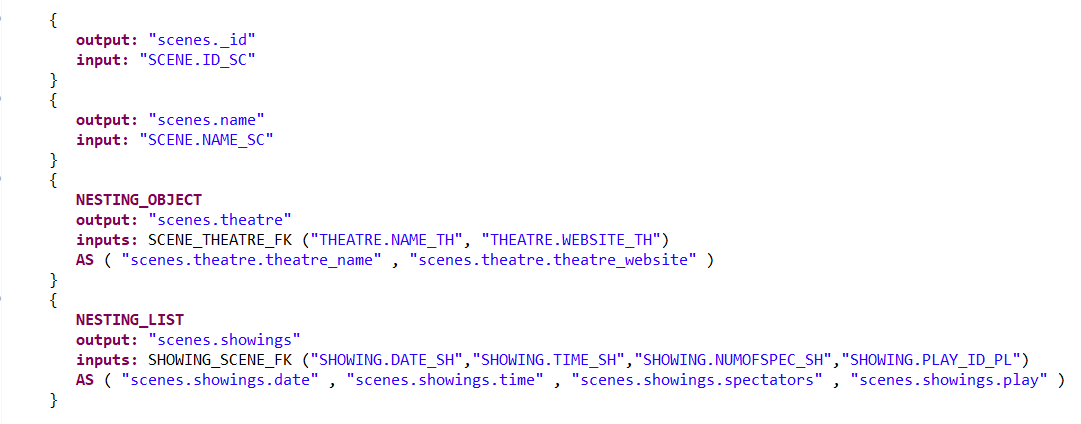 {
output: "scenes._id"
input: "SCENE.ID_SC"
}
{
output: "scenes.name"
input: "SCENE.NAME_SC"
}
{
NESTING_OBJECT
output: "scenes.theatre"
inputs: SCENE_THEATRE_FK ("THEATRE.NAME_TH", "THEATRE.WEBSITE_TH")
AS ( "scenes.theatre.theatre_name" , "scenes.theatre.theatre_website" )
}
{
NESTING_LIST
output: "scenes.showings"
inputs: SHOWING_SCENE_FK ("SHOWING.DATE_SH","SHOWING.TIME_SH","SHOWING.NUMOFSPEC_SH","SHOWING.PLAY_ID_PL")
AS ( "scenes.showings.date" , "scenes.showings.time" , "scenes.showings.spectators" , "scenes.showings.play" )
}